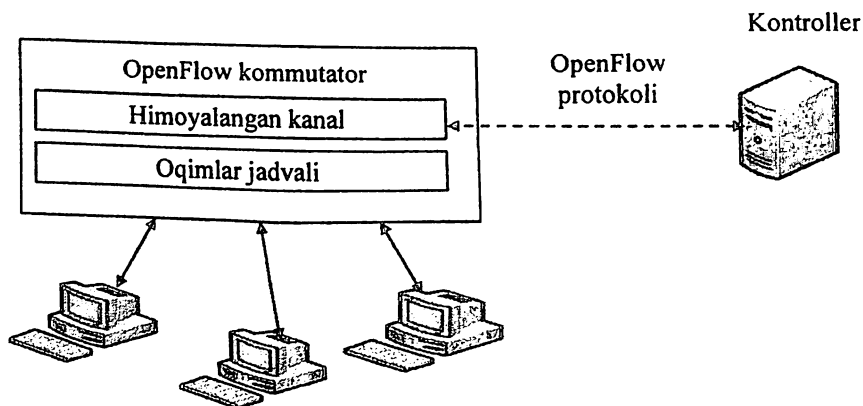 Kontroller
OpenFlow kommutator
OpenFlow
protokoli
Himoyalangan kanal
Oqimlar jadvali